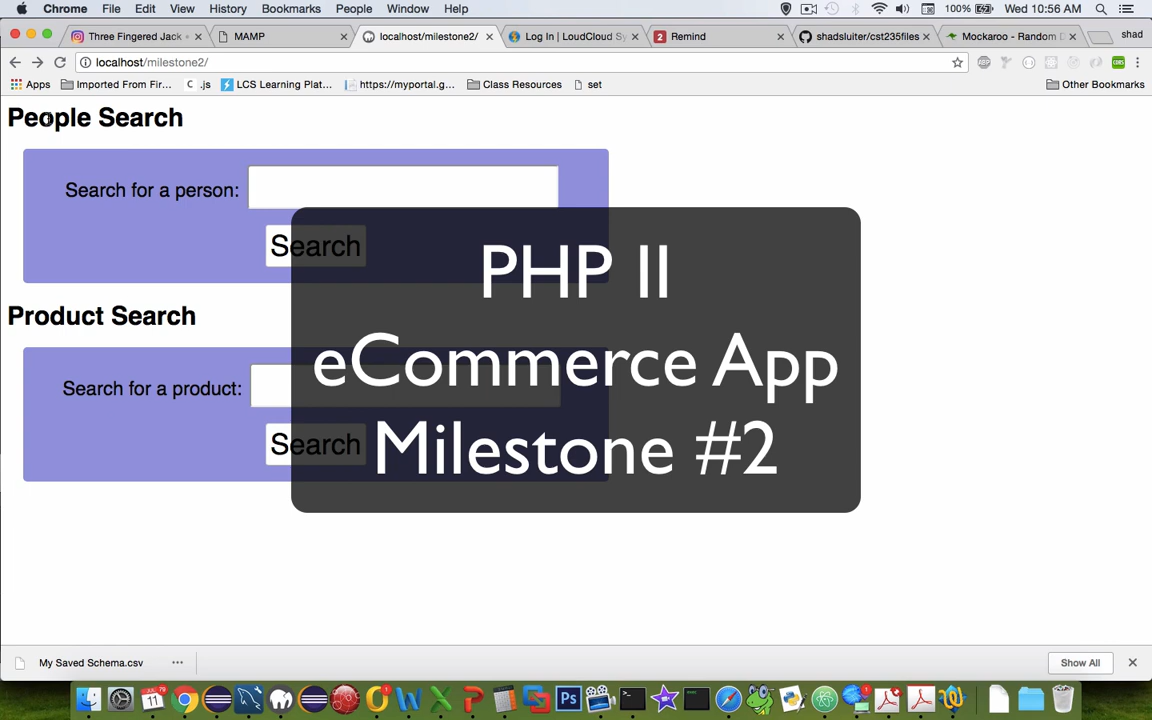 Chrome File Edit View History Bookmarks People Window Help 100% Wed 10:56 AM
Three Fingered Jack MAMP localhost/milestone2/ Log In | LoudCloud Sy Remind shadsluiter/cst235files Mockaroo - Random D shad
localhost/milestone2/
Apps Imported From Fir... C .js LCS Learning Plat... https://myportal.g... Class Resources set Other Bookmarks
People Search
Search for a person:
Search
Product Search
Search for a product:
Search
PHP II
eCommerce App
Milestone #2
My Saved Schema.csv Show All